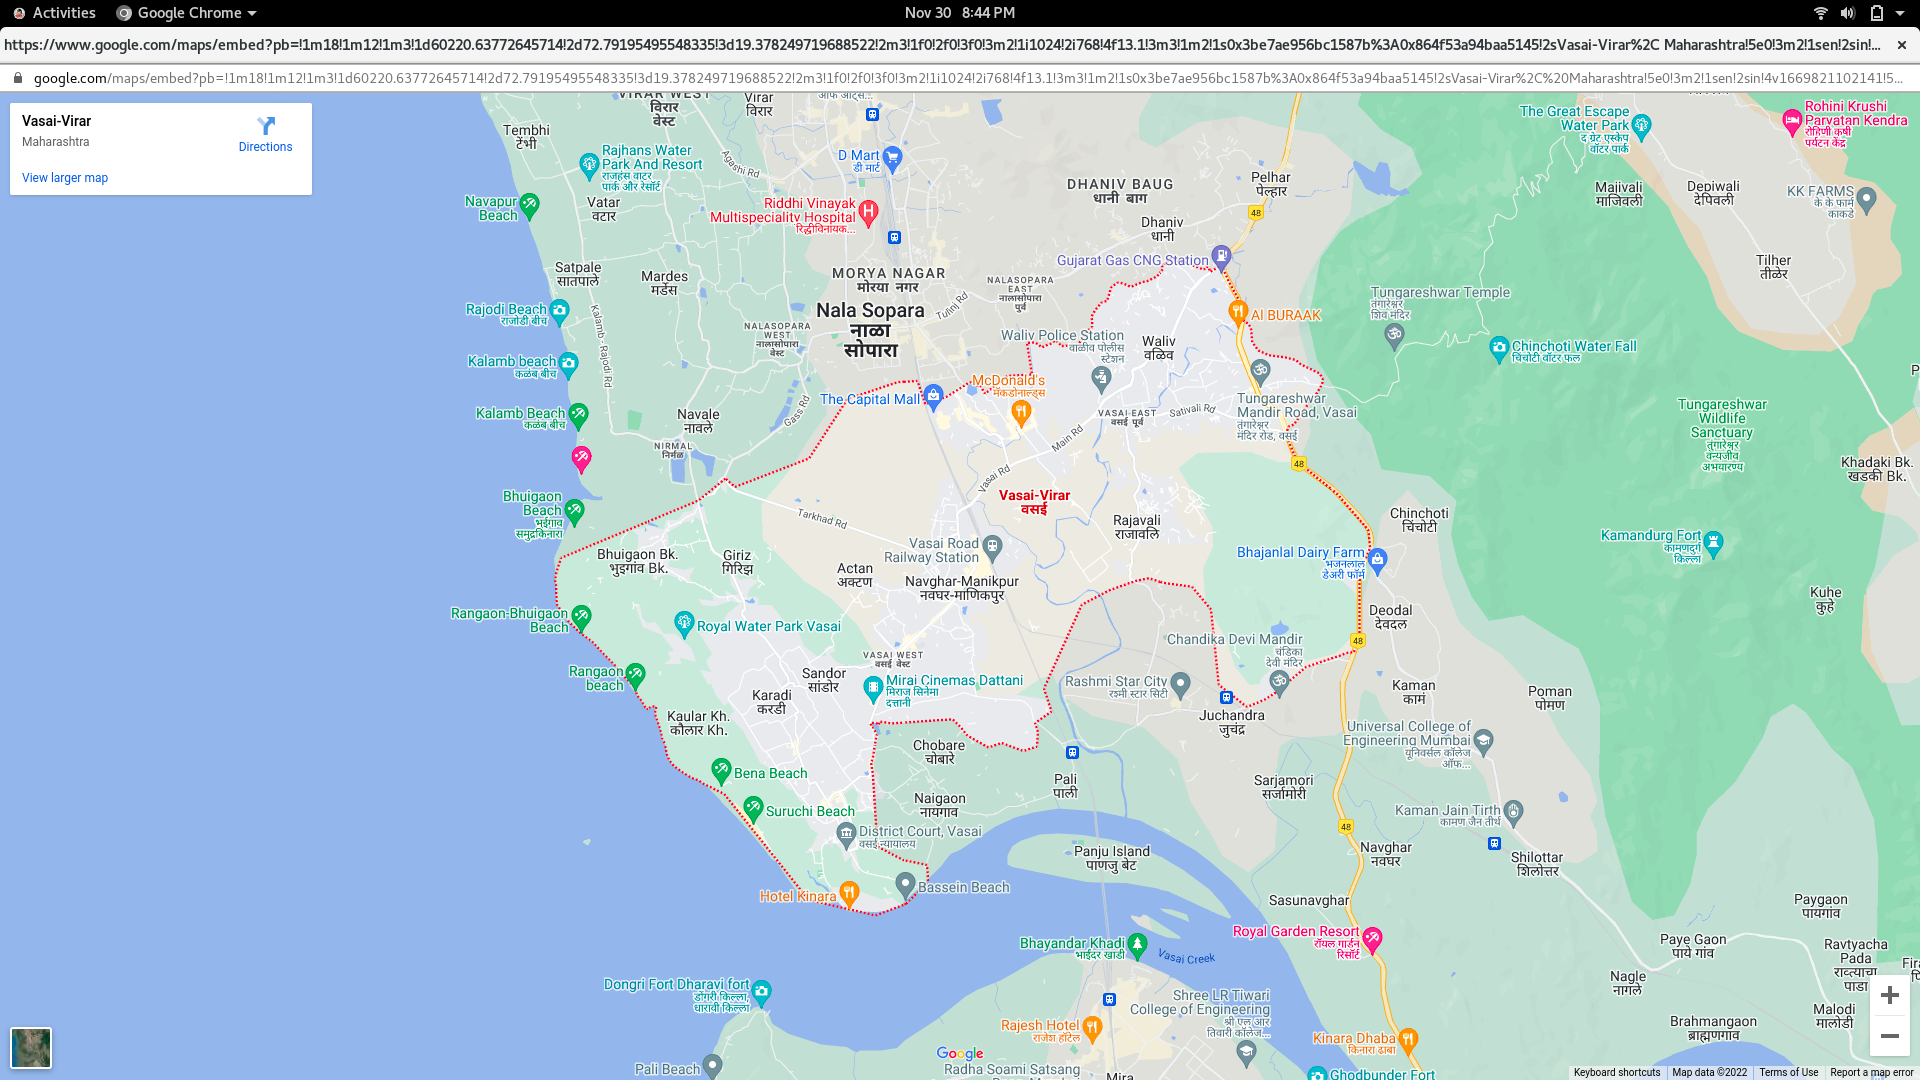 Activities
Google Chrome
Nov 30 8:44 PM
https://www.google.com/maps/embed?pb=!1m18!1m12!1m3!1d60220.63772645714!2d72.79195495548335!3d19.378249719688522!2m3!1f0!2f0!3f0!3m2!1i1024!2i768!4f13.1!3m3!1m2!1s0x3be7ae956bc1587b%3A0x864f53a94baa5145!2sVasai-Virar%2C Maharashtra!5e0!3m2!1sen!2sin!...
google.com/maps/embed?pb=!1m18!1m12!1m3!1d60220.63772645714!2d72.79195495548335!3d19.378249719688522!2m3!1f0!2f0!3f0!3m2!1i1024!2i768!4f13.1!3m3!1m2!1s0x3be7ae956bc1587b%3A0x864f53a94baa5145!2sVasai-Virar%2C%20Maharashtra!5e0!3m2!1sen!2sin!4v1669821102141!5...
Vasai-Virar
Maharashtra
Directions
View larger map
VIRAR WEST
विरार
वेस्ट
Virar
विरार
Tembhi
टेंभी
Rajhans Water
Park And Resort
राजहंस वाटर
पार्क और रेसॉर्ट
Agashi Rd
D Mart
डी मार्ट
Navapur
Beach
Vatar
वटार
Riddhi Vinayak
Multispeciality Hospital
रिद्धीविनायक...
DHANIV BAUG
धानी बाग
Pelhar
पेल्हार
48
Dhaniv
धानी
Gujarat Gas CNG Station
The Great Escape
Water Park
द ग्रेट एस्केप
वॉटर पार्क
Rohini Krushi
Parvatan Kendra
रोहिणी कृषी
पर्यटन केंद्र
Majivali
माजिवली
Depiwali
देपिवली
KK FARMS
के के फार्म
काकडे
Tilher
तीळेर
Satpale
सातपाले
Mardes
मर्डेस
MORYA NAGAR
मोरया नगर
NALASOPARA
EAST
नालासोपारा
पुर्व
Rajodi Beach
राजोडी बीच
Kalamb - Rajodi Rd
Nala Sopara
नाळा
सोपारा
Tulinj Rd
NALASOPARA
WEST
नालासोपारा
वेस्ट
Waliv Police Station
वाळीव पोलीस
स्टेशन
Waliv
वळिव
Al BURAAK
Tungareshwar Temple
तुंगारेश्वर
शिव मंदिर
Chinchoti Water Fall
चिंचोटी वॉटर फल
Kalamb beach
कळंब बीच
McDonald's
मॅकडोनाल्ड्स
The Capital Mall
Kalamb Beach
कळंब बीच
Navale
नावले
Gass Rd
VASAI EAST
वसई पूर्व
Sativali Rd
Tungareshwar
Mandir Road, Vasai
तुंगारेश्वर
मंदिर रोड, वसई
Tungareshwar
Wildlife
Sanctuary
तुंगारेश्वर
वन्यजीव
अभयारण्य
NIRMAL
निर्मळ
Main Rd
Vasai Rd
48
Khadaki Bk.
खडकी Bk.
Bhuigaon
Beach
भुईगाव
समुद्रकिनारा
Vasai-Virar
वसई
Tarkhad Rd
Rajavali
राजावलि
Chinchoti
चिंचोटी
Kamandurg Fort
कामणदुर्ग
किल्ला
Bhuigaon Bk.
भुइगांव Bk.
Giriz
गिरिझ
Vasai Road
Railway Station
Actan
अक्टण
Navghar-Manikpur
नवघर-माणिकपुर
Bhajanlal Dairy Farm
भजनलाल
डेअरी फॉर्म
Kuhe
कुहे
Rangaon-Bhuigaon
Beach
Royal Water Park Vasai
Deodal
देवदल
VASAI WEST
वसई वेस्ट
Chandika Devi Mandir
चंडिका
देवी मंदिर
48
Rangaon
beach
Sandor
सांडोर
Miraj Cinemas Dattani
मिराज सिनेमा
दत्तानी
Rashmi Star City
रश्मी स्टार सिटी
Karadi
करडी
Kaman
कामं
Poman
पोमण
Kaular Kh.
कौलार Kh.
Juchandra
जुचंद्र
Universal College of
Engineering Mumbai
यूनिवर्सल कॉलेज
ऑफ...
Chobare
चोबारे
Bena Beach
Pali
पाली
Sarjamori
सर्जामोरी
Naigaon
नायगाव
Suruchi Beach
Kaman Jain Tirth
कामण जैन तीर्थ
District Court, Vasai
वसई न्यायालय
48
Panju Island
पाणजु बेट
Navghar
नवघर
Shilottar
शिलोत्तर
Hotel Kinara
Bassein Beach
Sasunavghar
Paygaon
पायगांव
Royal Garden Resort
रॉयल गार्डन
रिसॉर्ट
Bhayandar Khadi
भाईंदर खाडी
Vasai Creek
Paye Gaon
पाये गांव
Ravtyacha
Pada
राव्त्याचा
पाडा
Nagle
नागले
Dongri Fort Dharavi fort
डोंगरी किल्ला,
धारावी किल्ला
Shree LR Tiwari
College of Engineering
श्री एल आर
तिवारी कॉलेज...
Rajesh Hotel
राजेश हॉटेल
Kinara Dhaba
किनारा ढाबा
Brahmangaon
ब्राह्मणगांव
Malodi
मालोडी
Google
Pali Beach
Radha Soami Satsang
Mira
Ghodbunder Fort
Keyboard shortcuts
Map data ©2022
Terms of Use
Report a map error